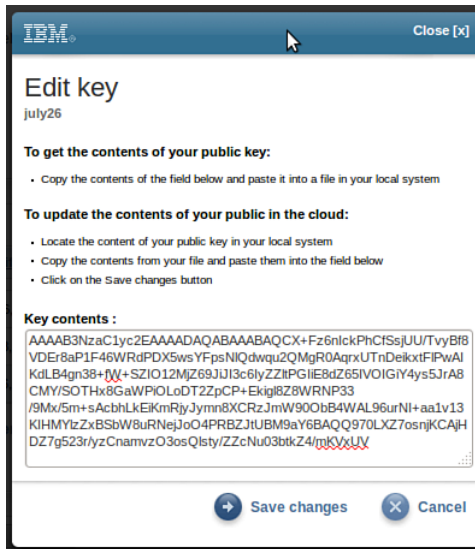 IBM®
Close [x]
Edit key
july26
To get the contents of your public key:
• Copy the contents of the field below and paste it into a file in your local system
To update the contents of your public in the cloud:
• Locate the content of your public key in your local system
• Copy the contents from your file and paste them into the field below
• Click on the Save changes button
Key contents :
AAAAB3NzaC1yc2EAAAADAQABAAABAQCX+Fz6nIckPhCfSsjUU/TvyBf8
VDEr8aP1F46WRdPDX5wsYFpsNlQdwqu2QMgR0AqrxUTnDeikxtFlPwAl
KdLB4gn38+fW+SZIO12MjZ69JiJI3c6IyZZltPGIiE8dZ65IVOIGiY4ys5JrA8
CMY/SOTHx8GaWPiOLoDT2ZpCP+Ekigl8Z8WRNP33
/9Mx/5m+sAcbhLkEiKmRjyJymn8XCRzJmW90ObB4WAL96urNI+aa1v13
KIHMYlzZxBSbW8uRNejJoO4PRBZJtUBM9aY6BAQQ970LXZ7osnjKCAjH
DZ7g523r/yzCnamvzO3osQlsty/ZZcNu03btkZ4/mKVxUV
Save changes
Cancel